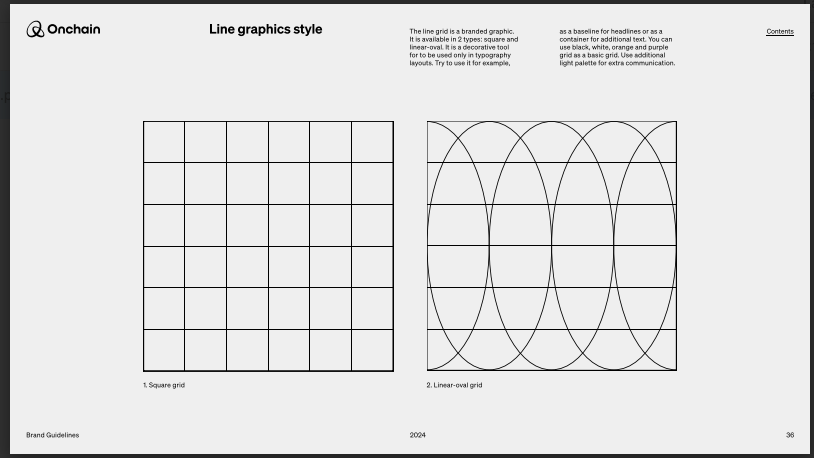 Onchain
Line graphics style
The line grid is a branded graphic.
It is available in 2 types: square and
linear-oval. It is a decorative tool
for to be used only in typography
layouts. Try to use it for example,
as a baseline for headlines or as a
container for additional text. You can
use black, white, orange and purple
grid as a basic grid. Use additional
light palette for extra communication.
Contents
1. Square grid
2. Linear-oval grid
Brand Guidelines
2024
36